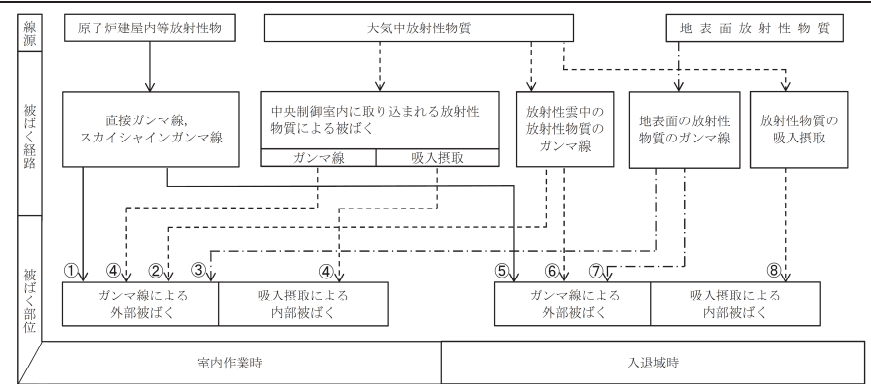 線源
原子炉建屋内等放射性物
大気中放射性物質
地表面放射性物質
被ばく経路
直接ガンマ線,
スカイシャインガンマ線
中央制御室内に取り込まれる放射性
物質による被ばく
ガンマ線
吸入摂取
放射性雲中の
放射性物質の
ガンマ線
地表面の放射性
物質のガンマ線
放射性物質の
吸入摂取
被ばく部位
①
④
②
③
④
⑤
⑥
⑦
⑧
ガンマ線による
外部被ばく
吸入摂取による
内部被ばく
ガンマ線による
外部被ばく
吸入摂取による
内部被ばく
室内作業時
入退域時